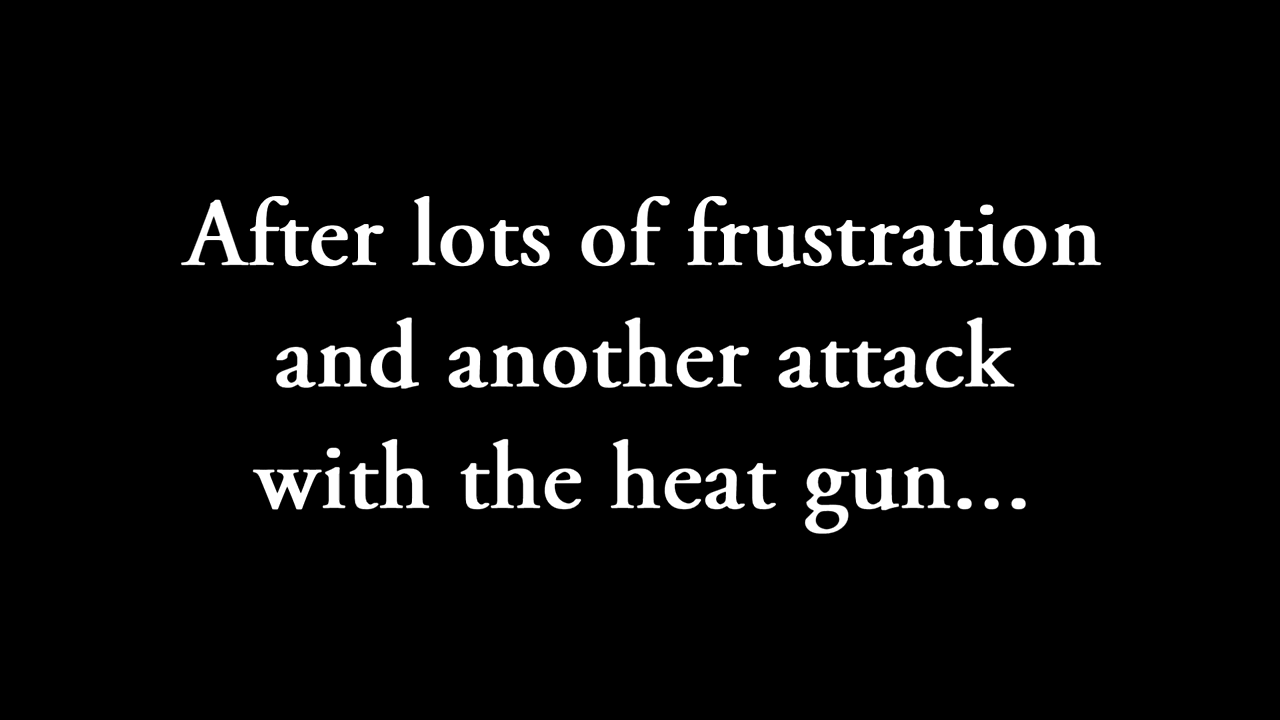 After lots of frustration
and another attack
with the heat gun...